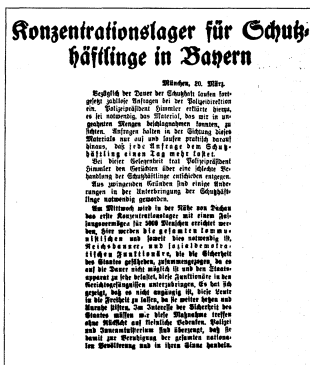 Konzentrationslager für Schutz-
häftlinge in Bayern
München, 20. März.
Bezüglich der Dauer der Schutzhaft laufen fort-
gesetzt zahllose Anfragen bei der Polizeidirektion
ein. Polizeipräsident Himmler erklärte hierzu,
es sei notwendig, das Material, das wir in un-
geahnten Mengen beschlagnahmen konnten, zu
sichten. Anfragen halten in der Sichtung dieses
Materials nur auf und laufen praktisch darauf
hinaus, daß jede Anfrage dem Schutz-
häftling einen Tag mehr kostet.
Bei dieser Gelegenheit trat Polizeipräsident
Himmler den Gerüchten über eine schlechte Be-
handlung der Schutzhäftlinge entschieden entgegen.
Aus zwingenden Gründen sind einige Ände-
rungen in der Unterbringung der Schutzhäft-
linge notwendig geworden.
Am Mittwoch wird in der Nähe von Dachau
das erste Konzentrationslager mit einem Fas-
sungsvermögen für 5000 Menschen errichtet wer-
den. Hier werden die gesamten kommu-
nistischen und soweit dies notwendig ist,
Reichsbanner- und sozialdemokra-
tischen Funktionäre, die die Sicherheit
des Staates gefährden, zusammengezogen, da es
auf die Dauer nicht möglich ist und den Staats-
apparat zu sehr belastet, diese Funktionäre in den
Gerichtsgefängnissen unterzubringen. Es hat sich
gezeigt, daß es nicht angängig ist, diese Leute
in die Freiheit zu lassen, da sie weiter hetzen und
Unruhe stiften. Im Interesse der Sicherheit des
Staates müssen wir diese Maßnahme treffen
ohne Rücksicht auf kleinliche Bedenken. Polizei
und Innenministerium sind überzeugt, daß sie
damit zur Beruhigung der gesamten nationa-
len Bevölkerung und in ihrem Sinne handeln.